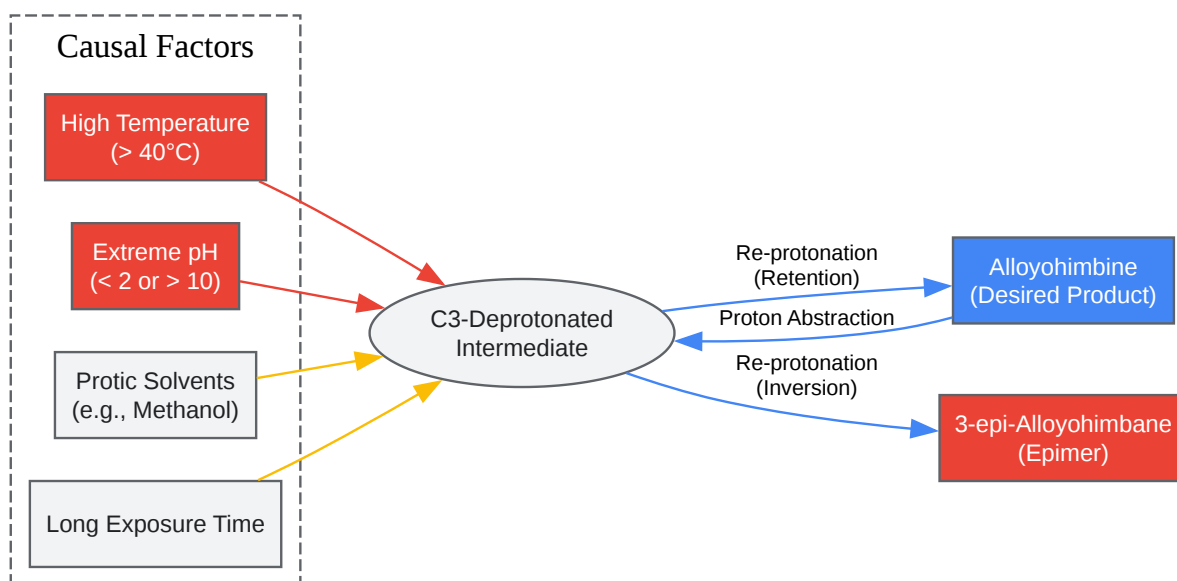 Causal Factors
High Temperature
(> 40°C)
Extreme pH
(< 2 or > 10)
Protic Solvents
(e.g., Methanol)
Long Exposure Time
C3-Deprotonated
Intermediate
Re-protonation
(Retention)
Proton Abstraction
Re-protonation
(Inversion)
Alloyohimbine
(Desired Product)
3-epi-Alloyohimbane
(Epimer)